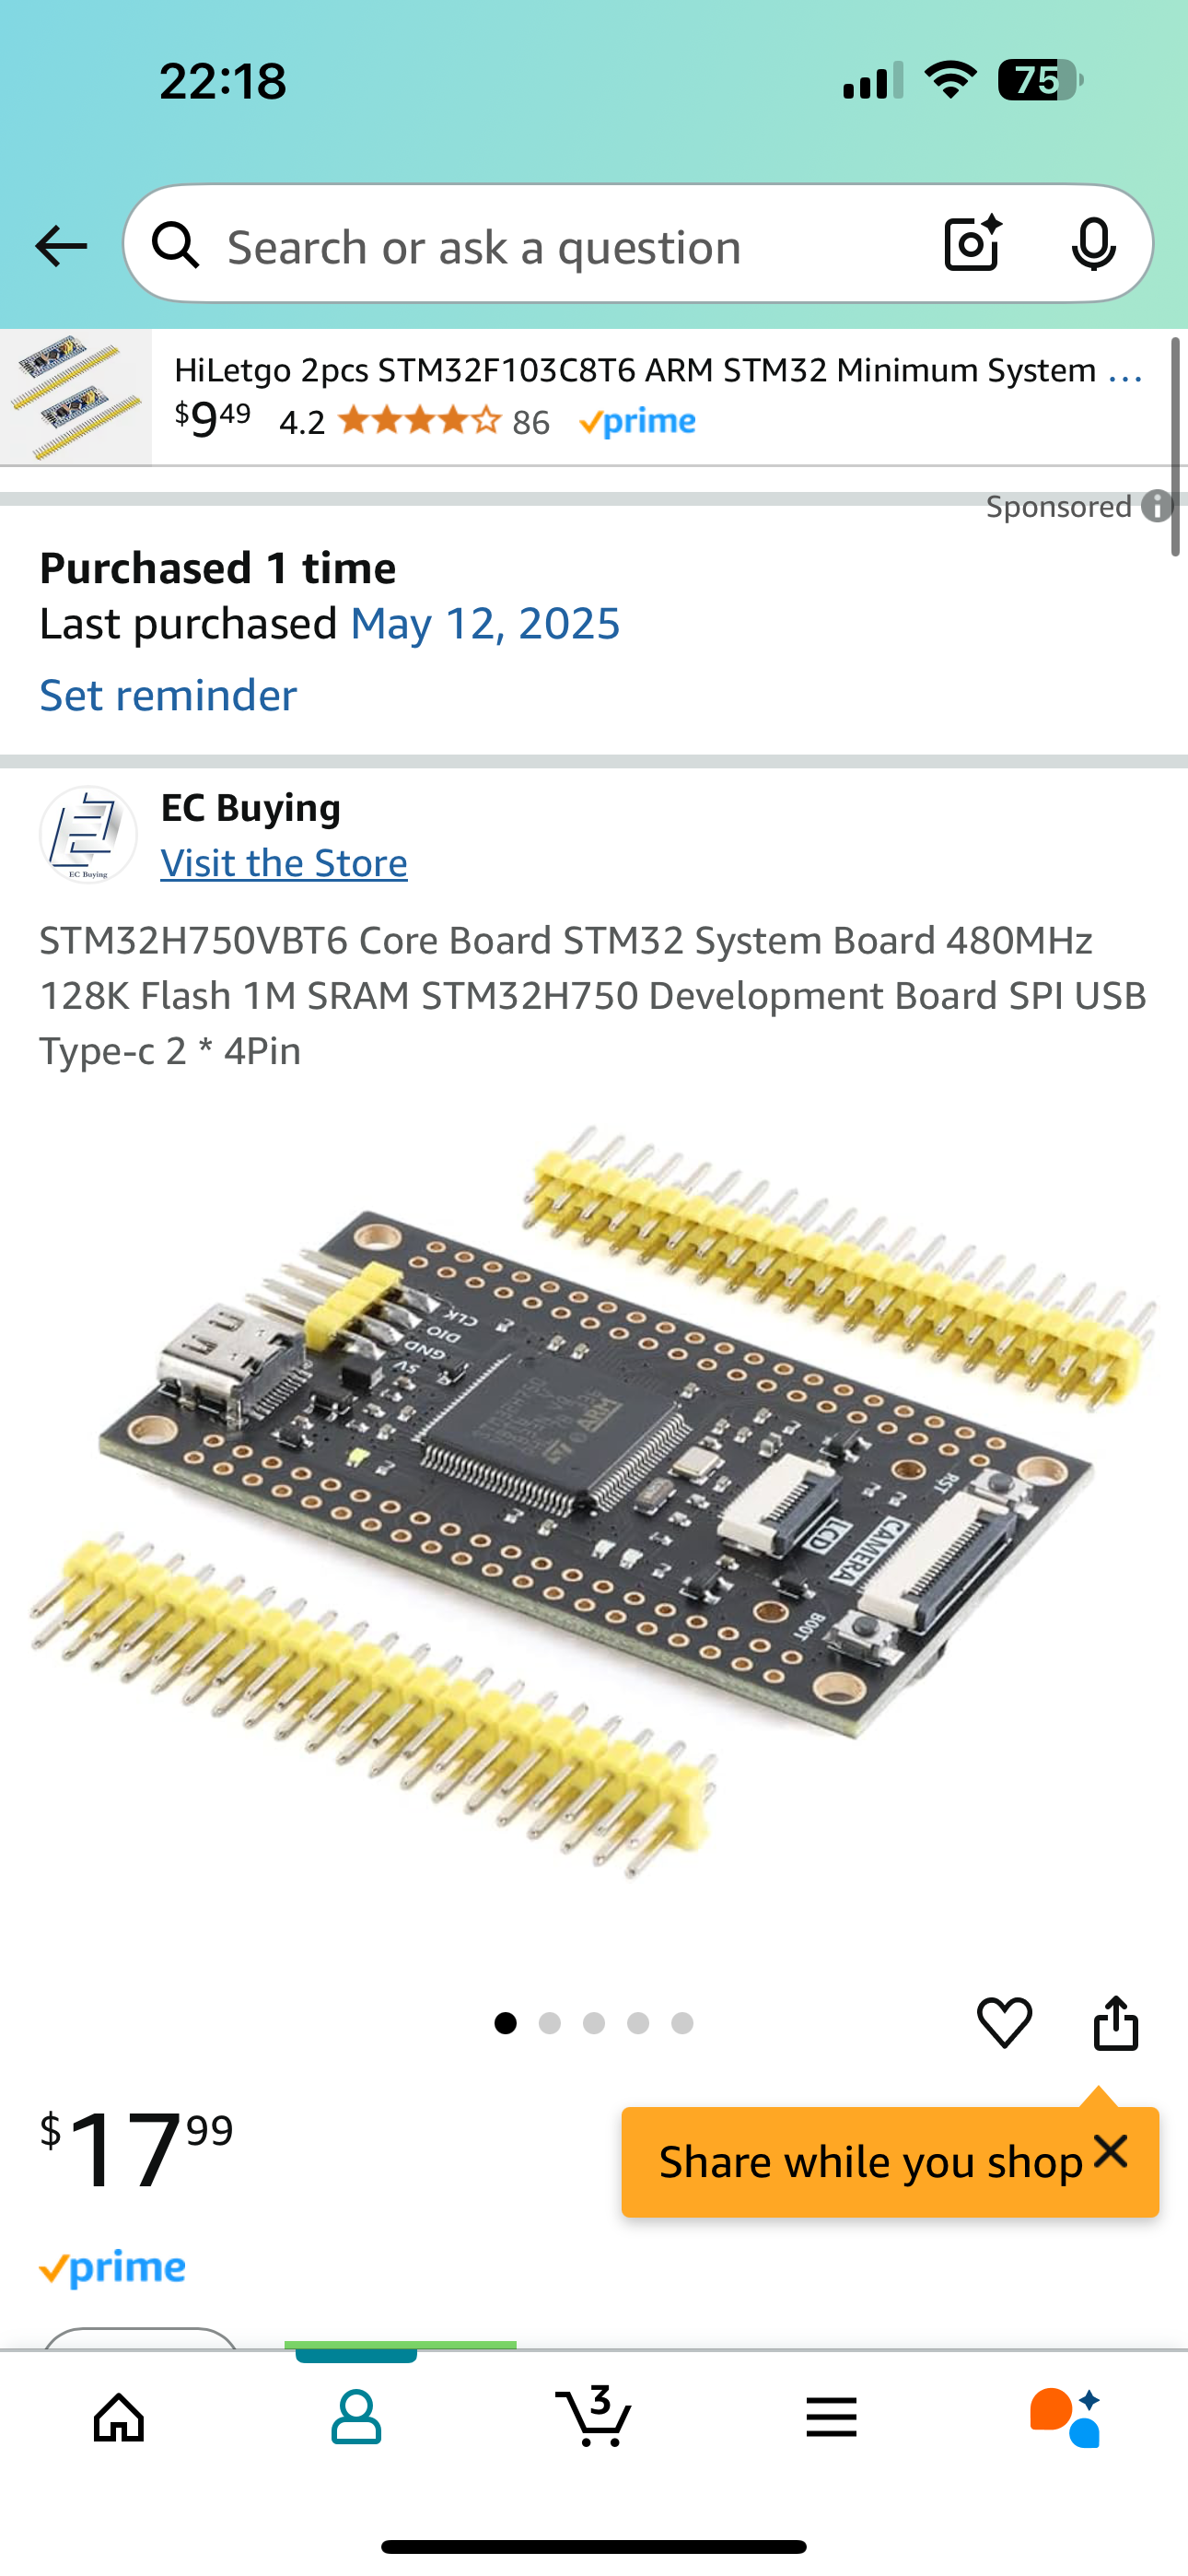 22:18
75
Search or ask a question
HiLetgo 2pcs STM32F103C8T6 ARM STM32 Minimum System ...
$9 49 4.2 86 prime
Sponsored
Purchased 1 time
Last purchased May 12, 2025
Set reminder
EC Buying
EC Buying
Visit the Store
STM32H750VBT6 Core Board STM32 System Board 480MHz
128K Flash 1M SRAM STM32H750 Development Board SPI USB
Type-c 2 * 4Pin
CLK
DIO
GND
5V
ARM
RST
LCD
CAMERA
BOOT
$17 99
Share while you shop
prime
3